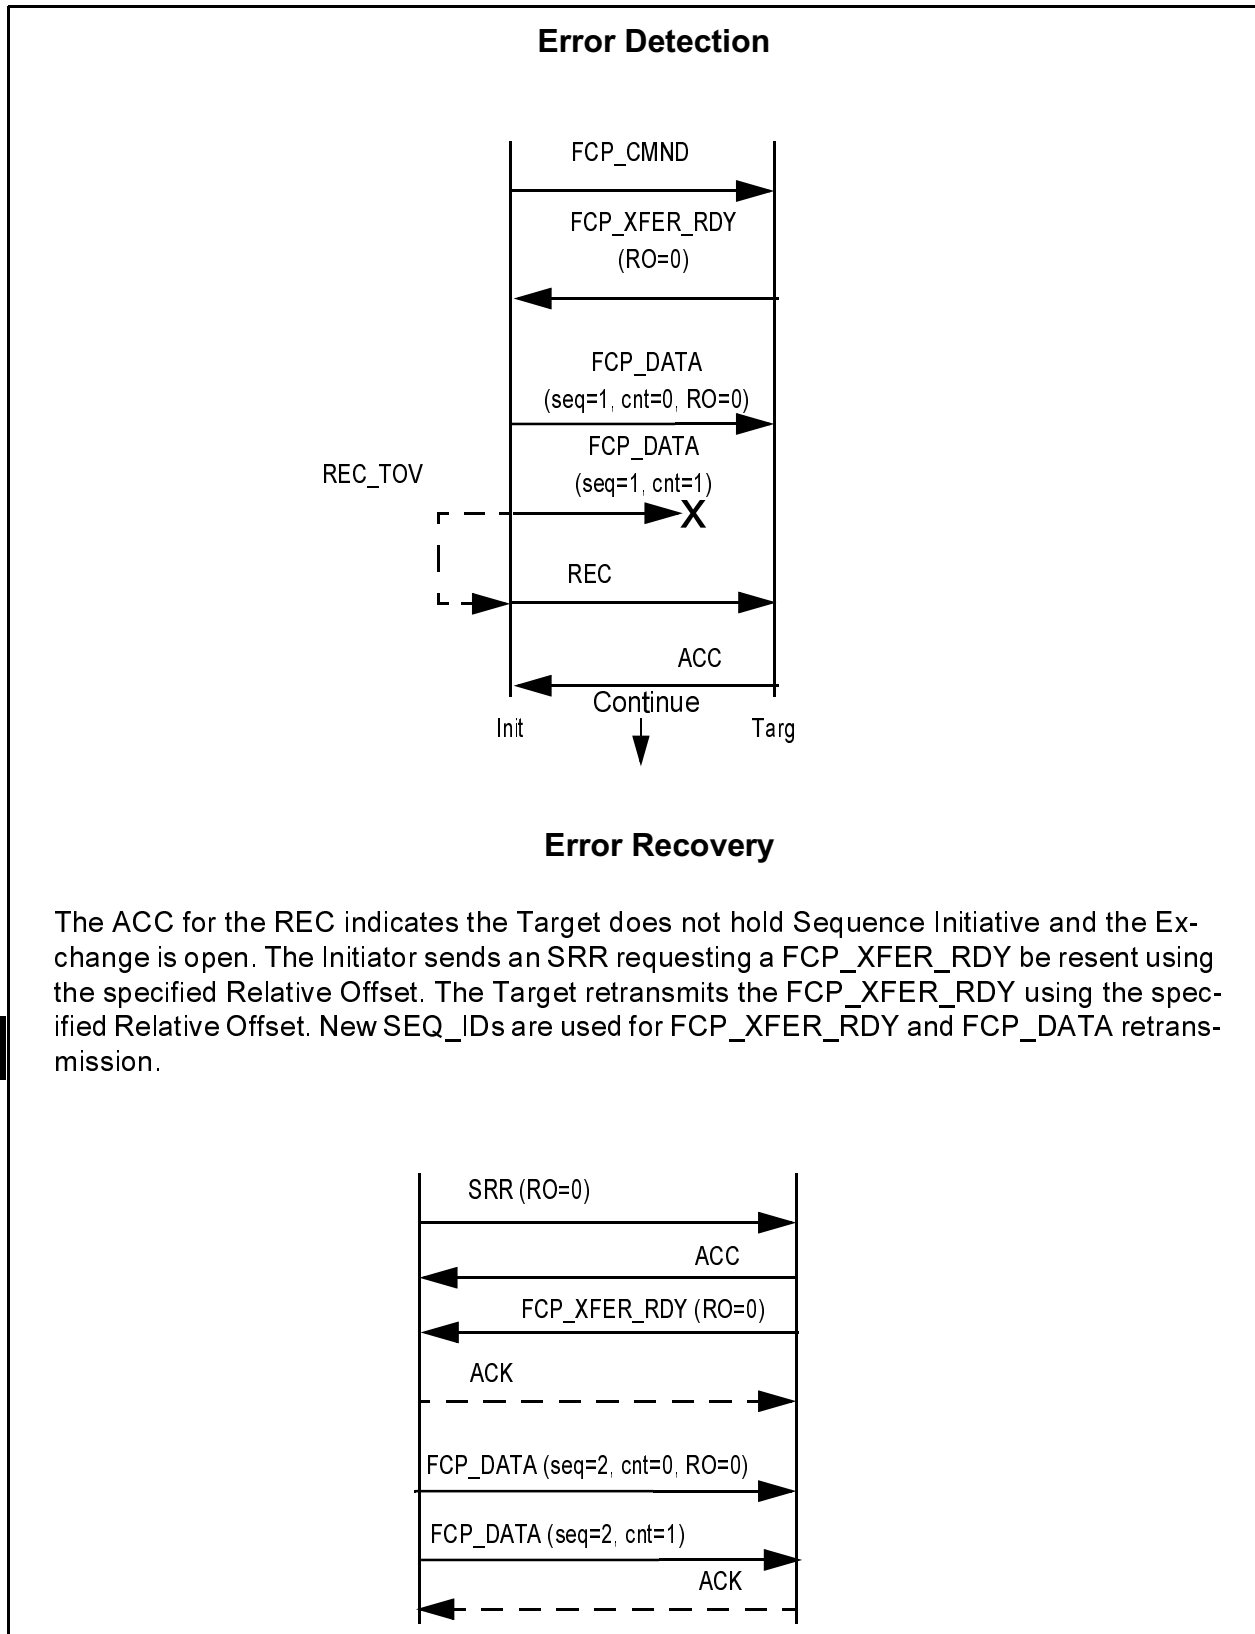 Error Detection
FCP_CMND
FCP_XFER_RDY
(RO=0)
FCP_DATA
(seq=1, cnt=0, RO=0)
FCP_DATA
REC_TOV
(seq=1, cnt=1)
X
REC
ACC
Continue
Init
Targ
Error Recovery
The ACC for the REC indicates the Target does not hold Sequence Initiative and the Ex-
change is open. The Initiator sends an SRR requesting a FCP_XFER_RDY be resent using
the specified Relative Offset. The Target retransmits the FCP_XFER_RDY using the spec-
ified Relative Offset. New SEQ_IDs are used for FCP_XFER_RDY and FCP_DATA retrans-
mission.
SRR (RO=0)
ACC
FCP_XFER_RDY (RO=0)
ACK
FCP_DATA (seq=2, cnt=0, RO=0)
FCP_DATA (seq=2, cnt=1)
ACK